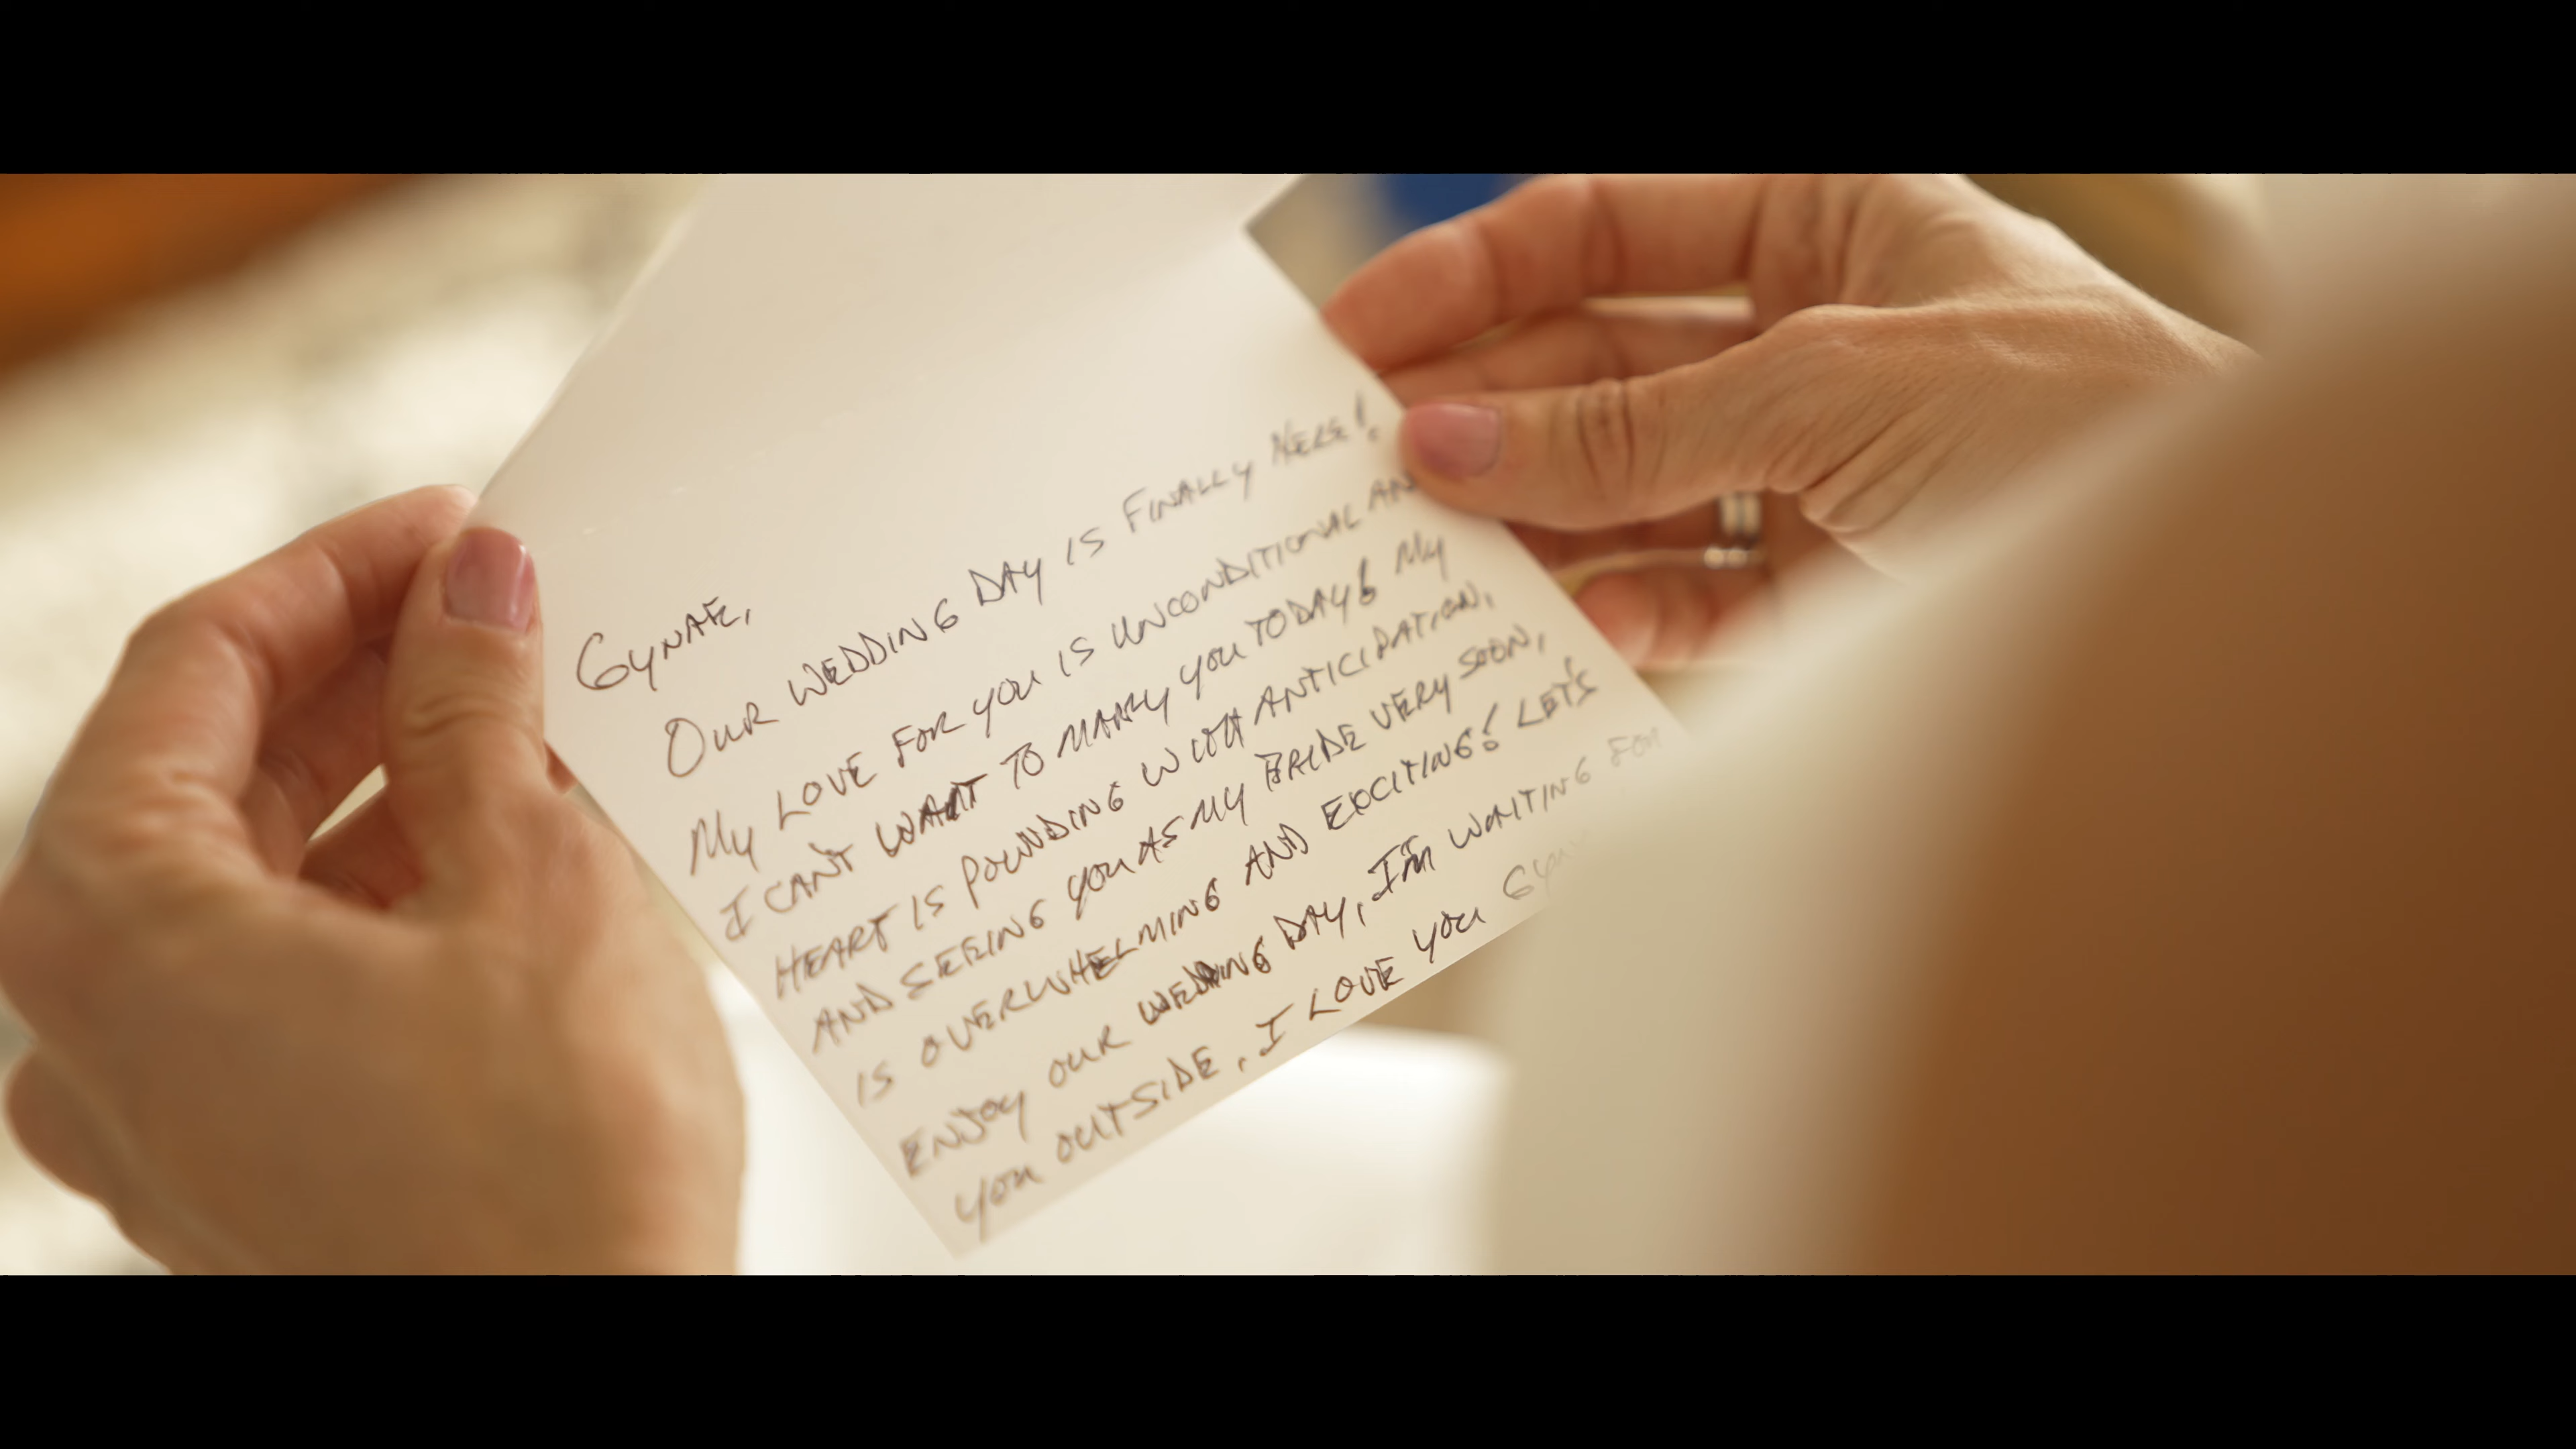 GYNAE,
OUR WEDDING DAY IS FINALLY HERE!
MY LOVE FOR YOU IS UNCONDITIONAL AN
I CAN'T WAIT TO MARRY YOU TODAY! MY
HEART IS POUNDING WITH ANTICIPATION,
AND SEEING YOU AS MY BRIDE VERY SOON,
IS OVERWHELMING AND EXCITING! LET'S
ENJOY OUR WEDDING DAY, I'M WAITING FOR
YOU OUTSIDE, I LOVE YOU